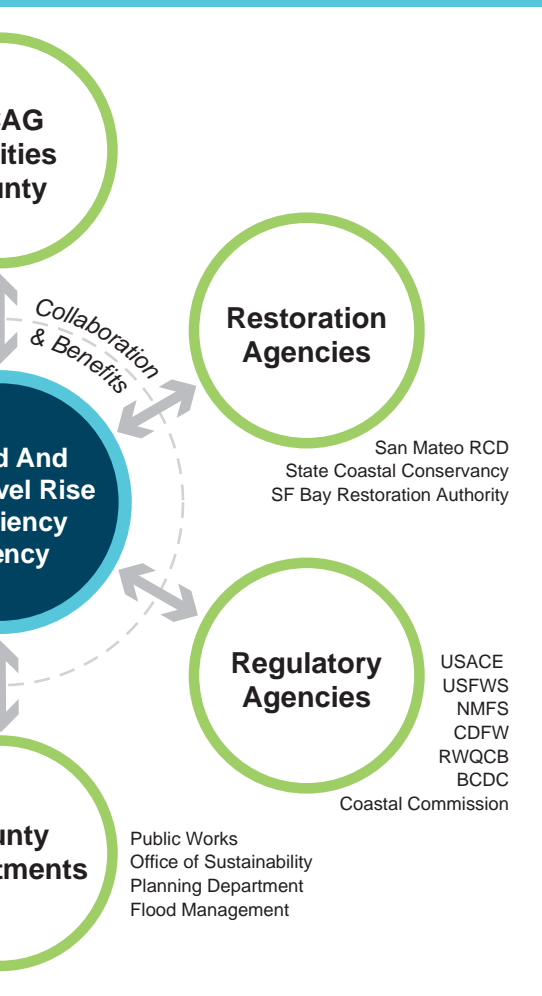 AG
ities
unty
Collaboration
& Benefits
Restoration
Agencies
San Mateo RCD
State Coastal Conservancy
SF Bay Restoration Authority
d And
vel Rise
iency
ency
Regulatory
Agencies
USACE
USFWS
NMFS
CDFW
RWQCB
BCDC
Coastal Commission
unty
tments
Public Works
Office of Sustainability
Planning Department
Flood Management